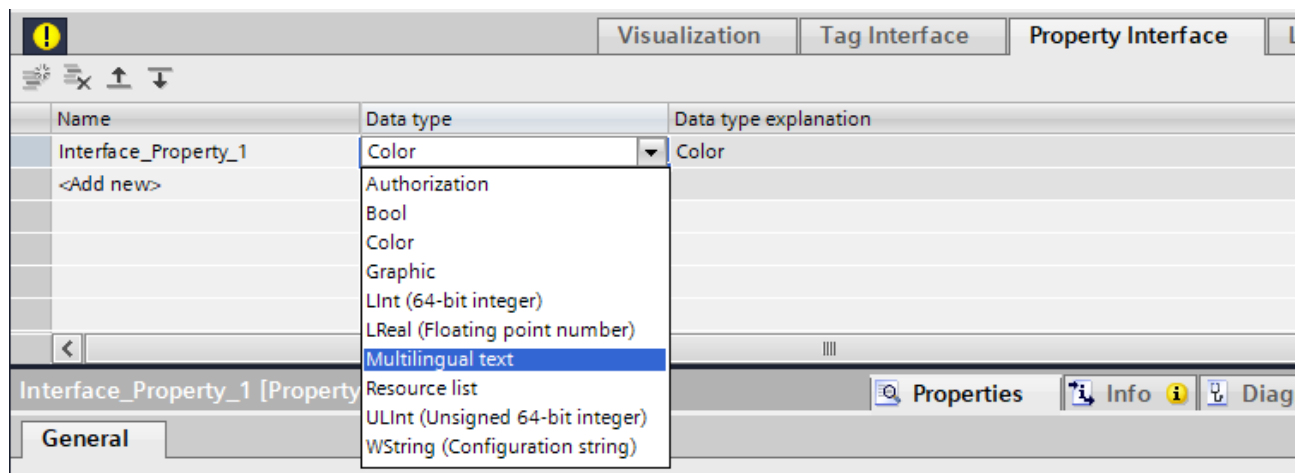 Visualization Tag Interface Property Interface
Name Data type Data type explanation
Interface_Property_1 Color Color
<Add new>
Authorization
Bool
Color
Graphic
LInt (64-bit integer)
LReal (Floating point number)
Multilingual text
Resource list
ULInt (Unsigned 64-bit integer)
WString (Configuration string)
Interface_Property_1 [Property Properties Info Diag
General